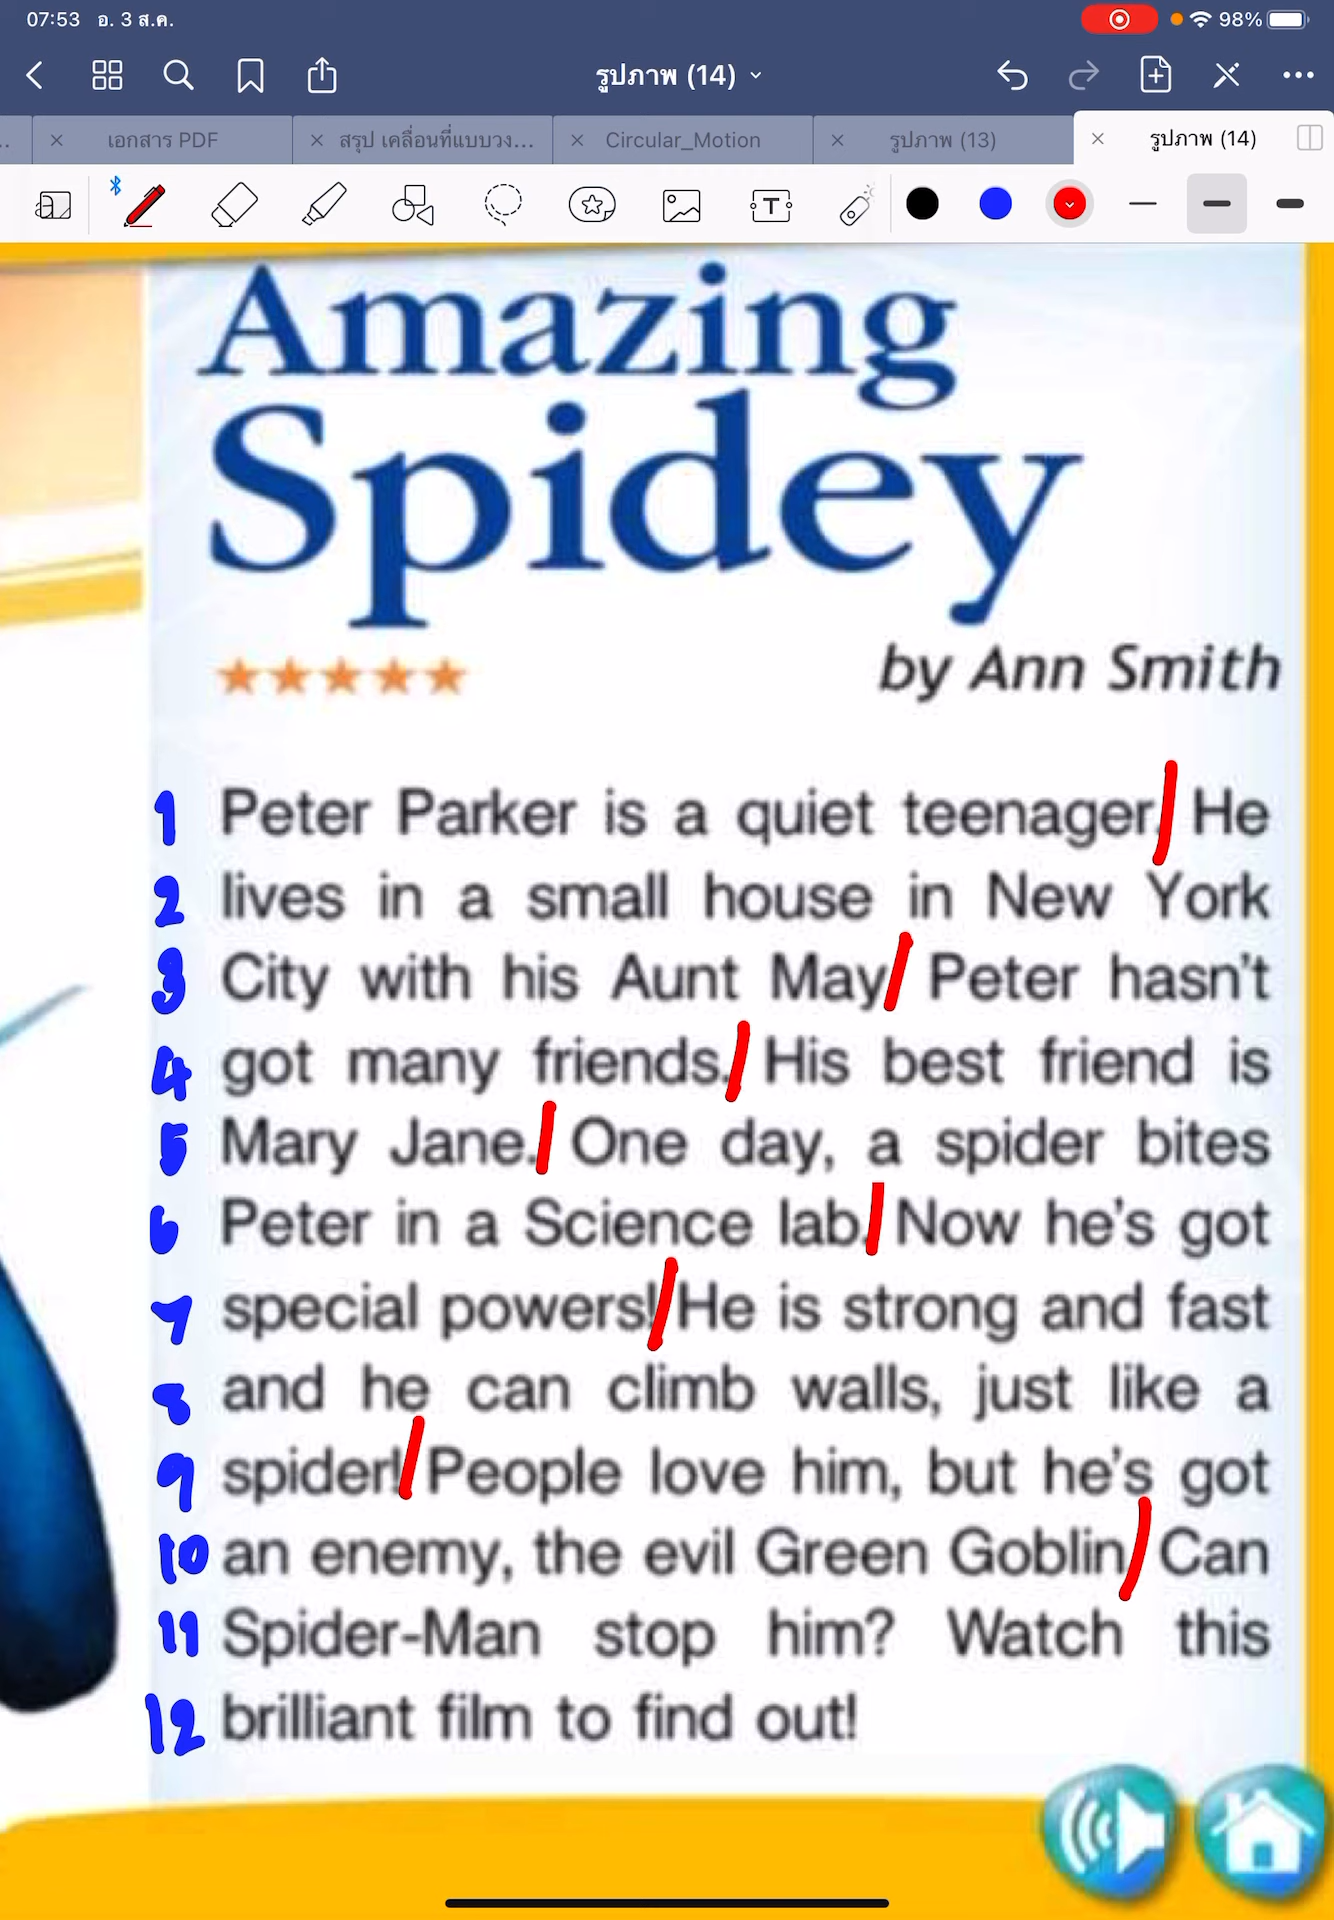 07:53 อ. 3 ส.ค. 98%
รูปภาพ (14)
เอกสาร PDF สรุป เคลื่อนที่แบบวง... Circular_Motion รูปภาพ (13) รูปภาพ (14)
T
Amazing
Spidey
by Ann Smith
1 Peter Parker is a quiet teenager. He
2 lives in a small house in New York
3 City with his Aunt May. Peter hasn't
4 got many friends. His best friend is
5 Mary Jane. One day, a spider bites
6 Peter in a Science lab. Now he's got
7 special powers! He is strong and fast
8 and he can climb walls, just like a
9 spider! People love him, but he's got
10 an enemy, the evil Green Goblin. Can
11 Spider-Man stop him? Watch this
12 brilliant film to find out!